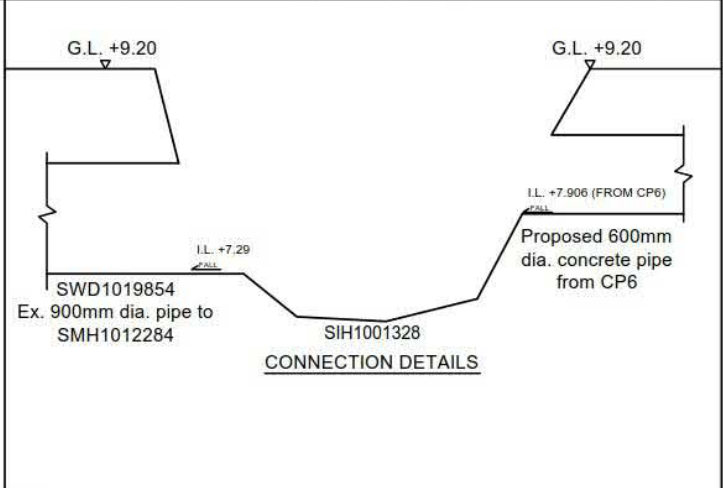 G.L. +9.20
G.L. +9.20
I.L. +7.906 (FROM CP6)
FALL
Proposed 600mm
dia. concrete pipe
from CP6
I.L. +7.29
FALL
SWD1019854
Ex. 900mm dia. pipe to
SMH1012284
SIH1001328
CONNECTION DETAILS